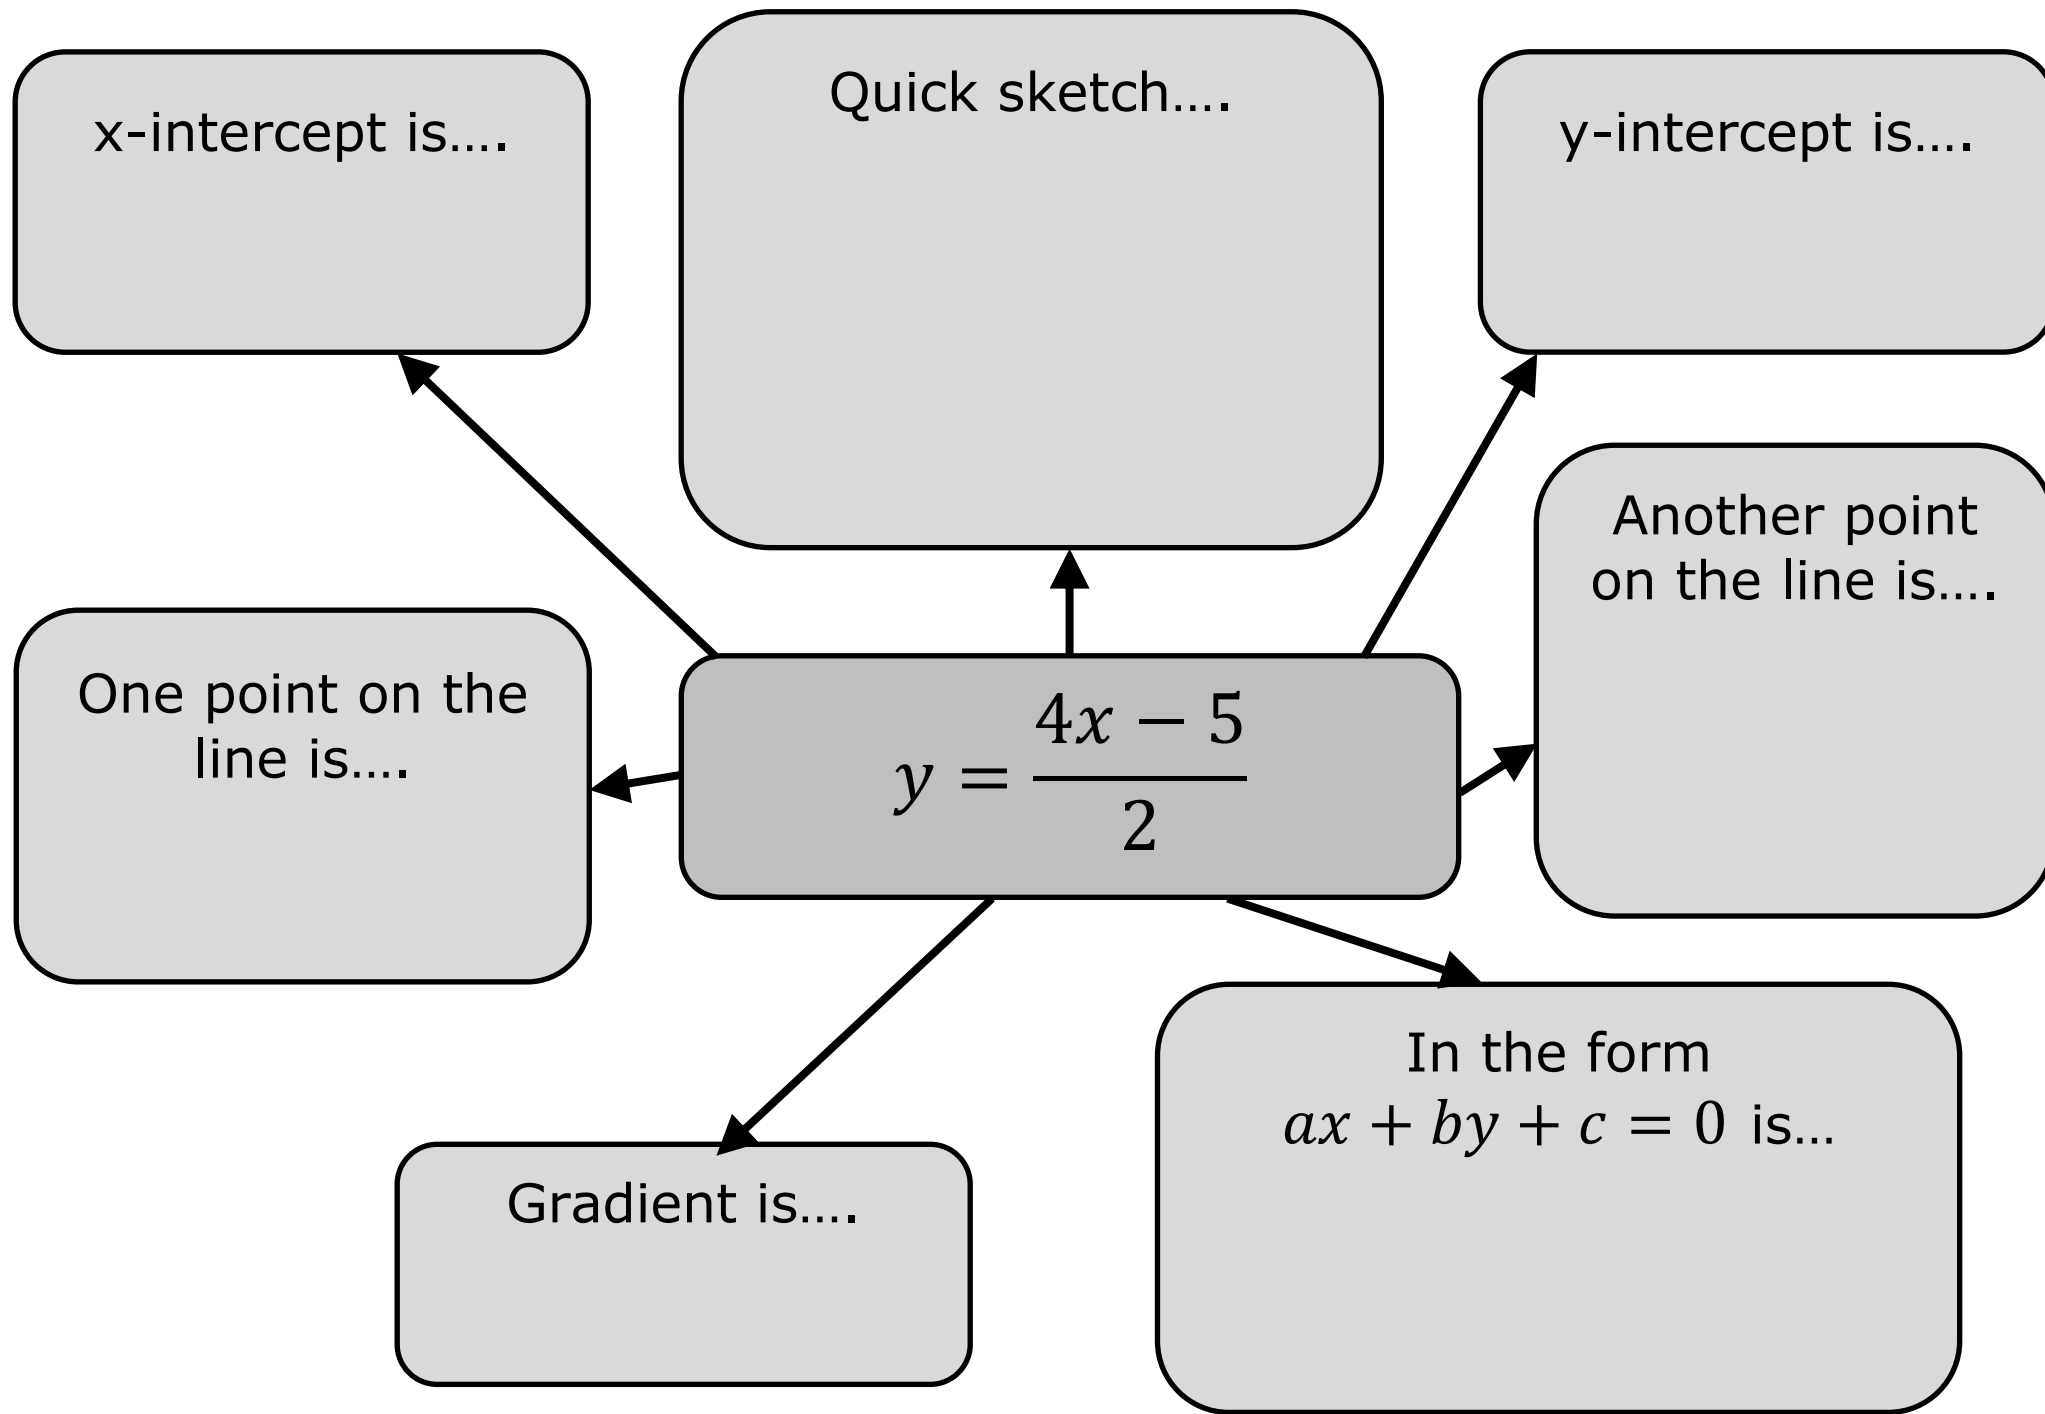 Quick sketch….
x-intercept is….
y-intercept is….
Another point
on the line is….
One point on the
line is….
y = \frac{4x − 5}{2}
In the form
ax + by + c = 0 is…
Gradient is….